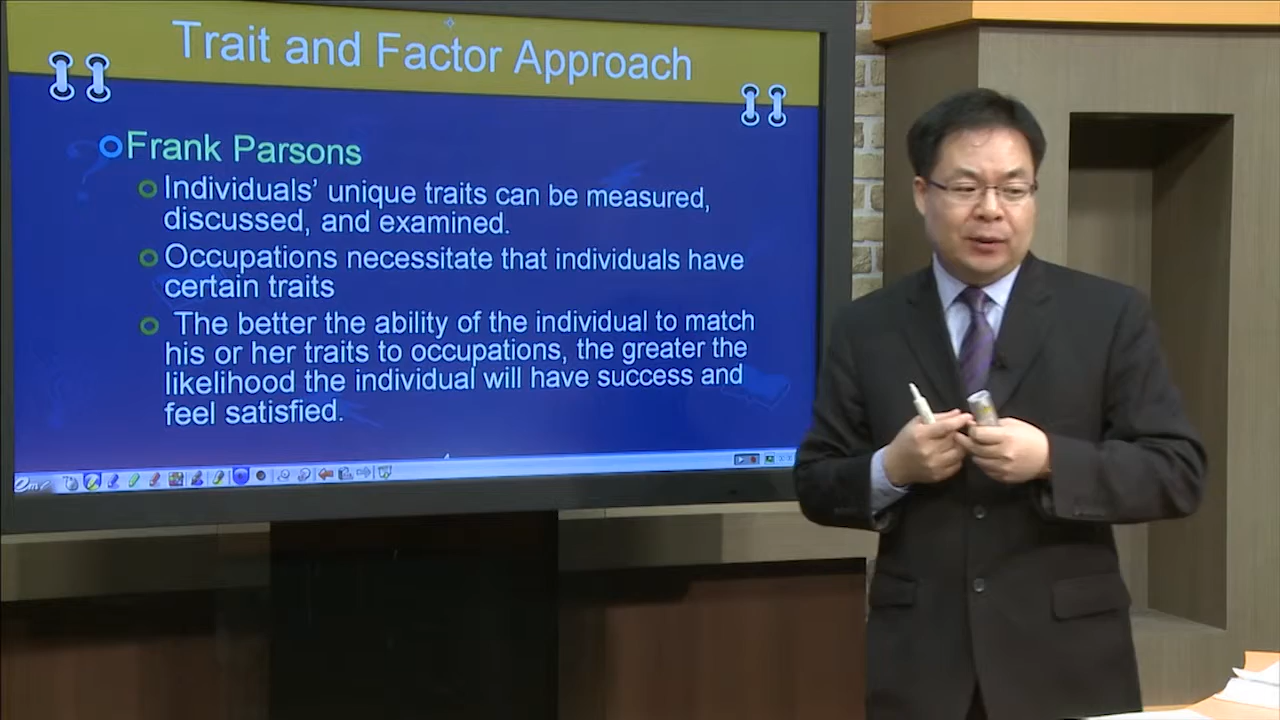 Trait and Factor Approach
Frank Parsons
Individuals’ unique traits can be measured,
discussed, and examined.
Occupations necessitate that individuals have
certain traits
The better the ability of the individual to match
his or her traits to occupations, the greater the
likelihood the individual will have success and
feel satisfied.